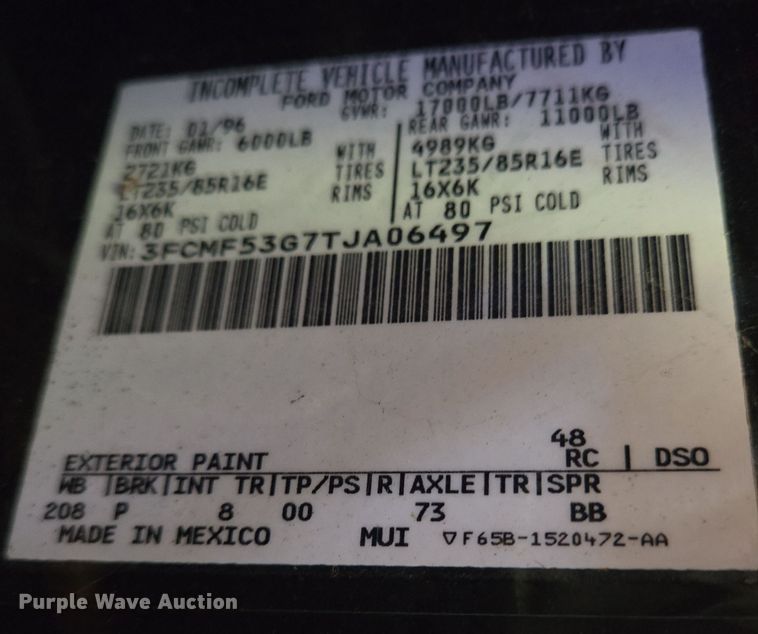 INCOMPLETE VEHICLE MANUFACTURED BY
FORD MOTOR COMPANY
GVWR: 17000LB/7711KG
DATE: 01/96
FRONT GAWR: 6000LB
2721KG
WITH
TIRES
RIMS
LT235/85R16E
16X6K
AT 80 PSI COLD
REAR GAWR: 11000LB
4989KG
WITH
TIRES
RIMS
LT235/85R16E
16X6K
AT 80 PSI COLD
VIN: 3FCMF53G7TJA06497
48
EXTERIOR PAINT RC | DSO
WB |BRK|INT TR|TP/PS|R|AXLE|TR|SPR
208 P 8 00 73 BB
MADE IN MEXICO MUI ▽F65B-1520472-AA
Purple Wave Auction